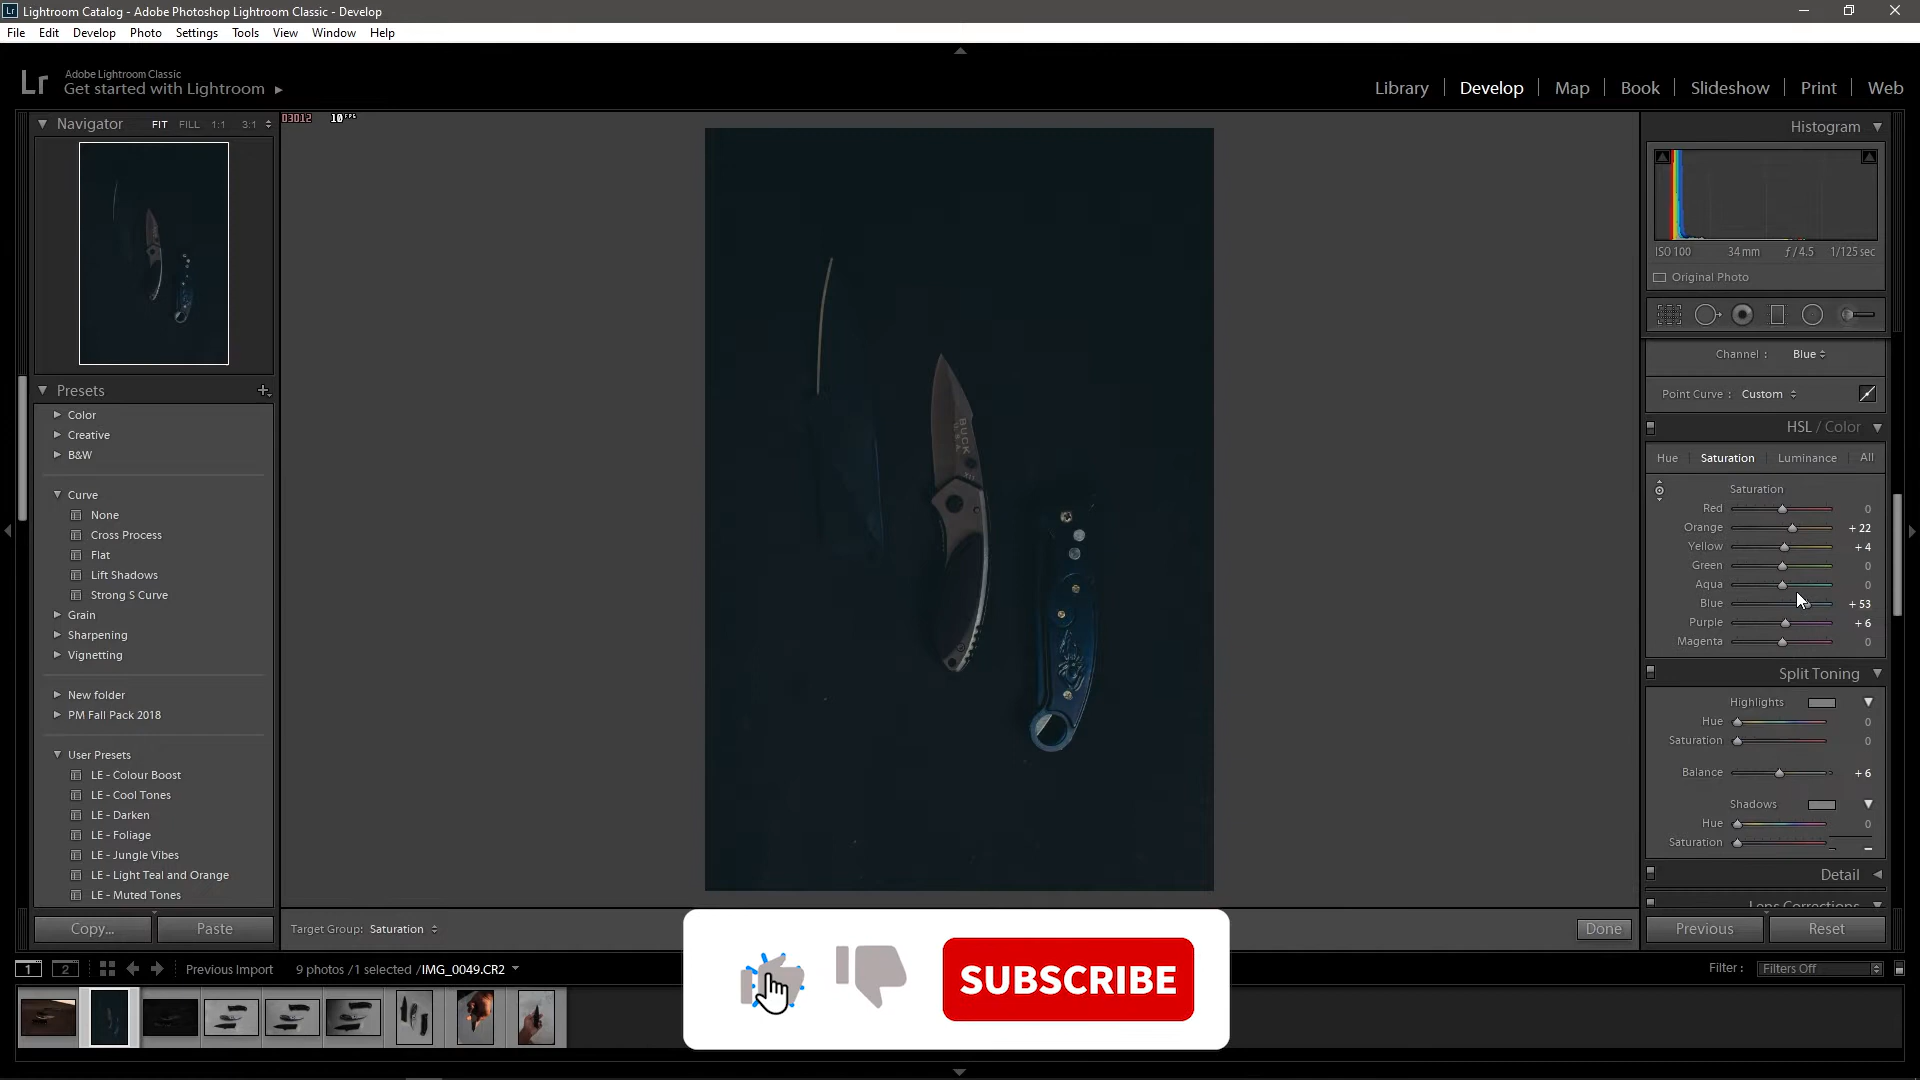 Lr Lightroom Catalog - Adobe Photoshop Lightroom Classic - Develop
File Edit Develop Photo Settings Tools View Window Help
Lr Adobe Lightroom Classic
Get started with Lightroom
Library Develop Map Book Slideshow Print Web
Navigator FIT FILL 1:1 3:1
03012 10 FPS
Presets
Color
Creative
B&W
Curve
None
Cross Process
Flat
Lift Shadows
Strong S Curve
Grain
Sharpening
Vignetting
New folder
PM Fall Pack 2018
User Presets
LE - Colour Boost
LE - Cool Tones
LE - Darken
LE - Foliage
LE - Jungle Vibes
LE - Light Teal and Orange
LE - Muted Tones
Copy... Paste
BUCK
Histogram
ISO 100 34 mm ƒ / 4.5 1/125 sec
Original Photo
Channel : Blue
Point Curve : Custom
HSL / Color
Hue Saturation Luminance All
Saturation
Red 0
Orange + 22
Yellow + 4
Green 0
Aqua 0
Blue + 53
Purple + 6
Magenta 0
Split Toning
Highlights
Hue 0
Saturation 0
Balance + 6
Shadows
Hue 0
Saturation
Detail
Lens Corrections
Previous Reset
Target Group: Saturation Done
1 2 Previous Import 9 photos / 1 selected / IMG_0049.CR2
Filter : Filters Off
SUBSCRIBE